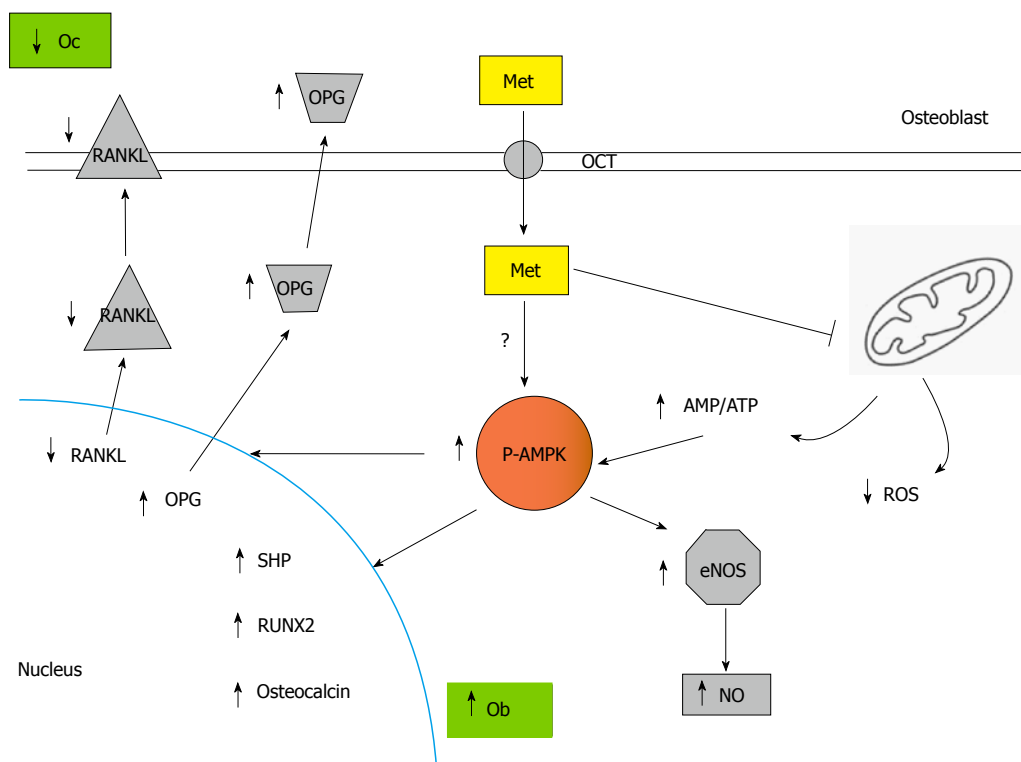 ↓ Oc
Met
↑ OPG
Osteoblast
↓ RANKL
OCT
Met
↑ OPG
↓ RANKL
?
↑ AMP/ATP
↓ RANKL
↑ P-AMPK
↑ OPG
↓ ROS
↑ SHP
↑ eNOS
↑ RUNX2
Nucleus
↑ Osteocalcin
↑ NO
↑ Ob